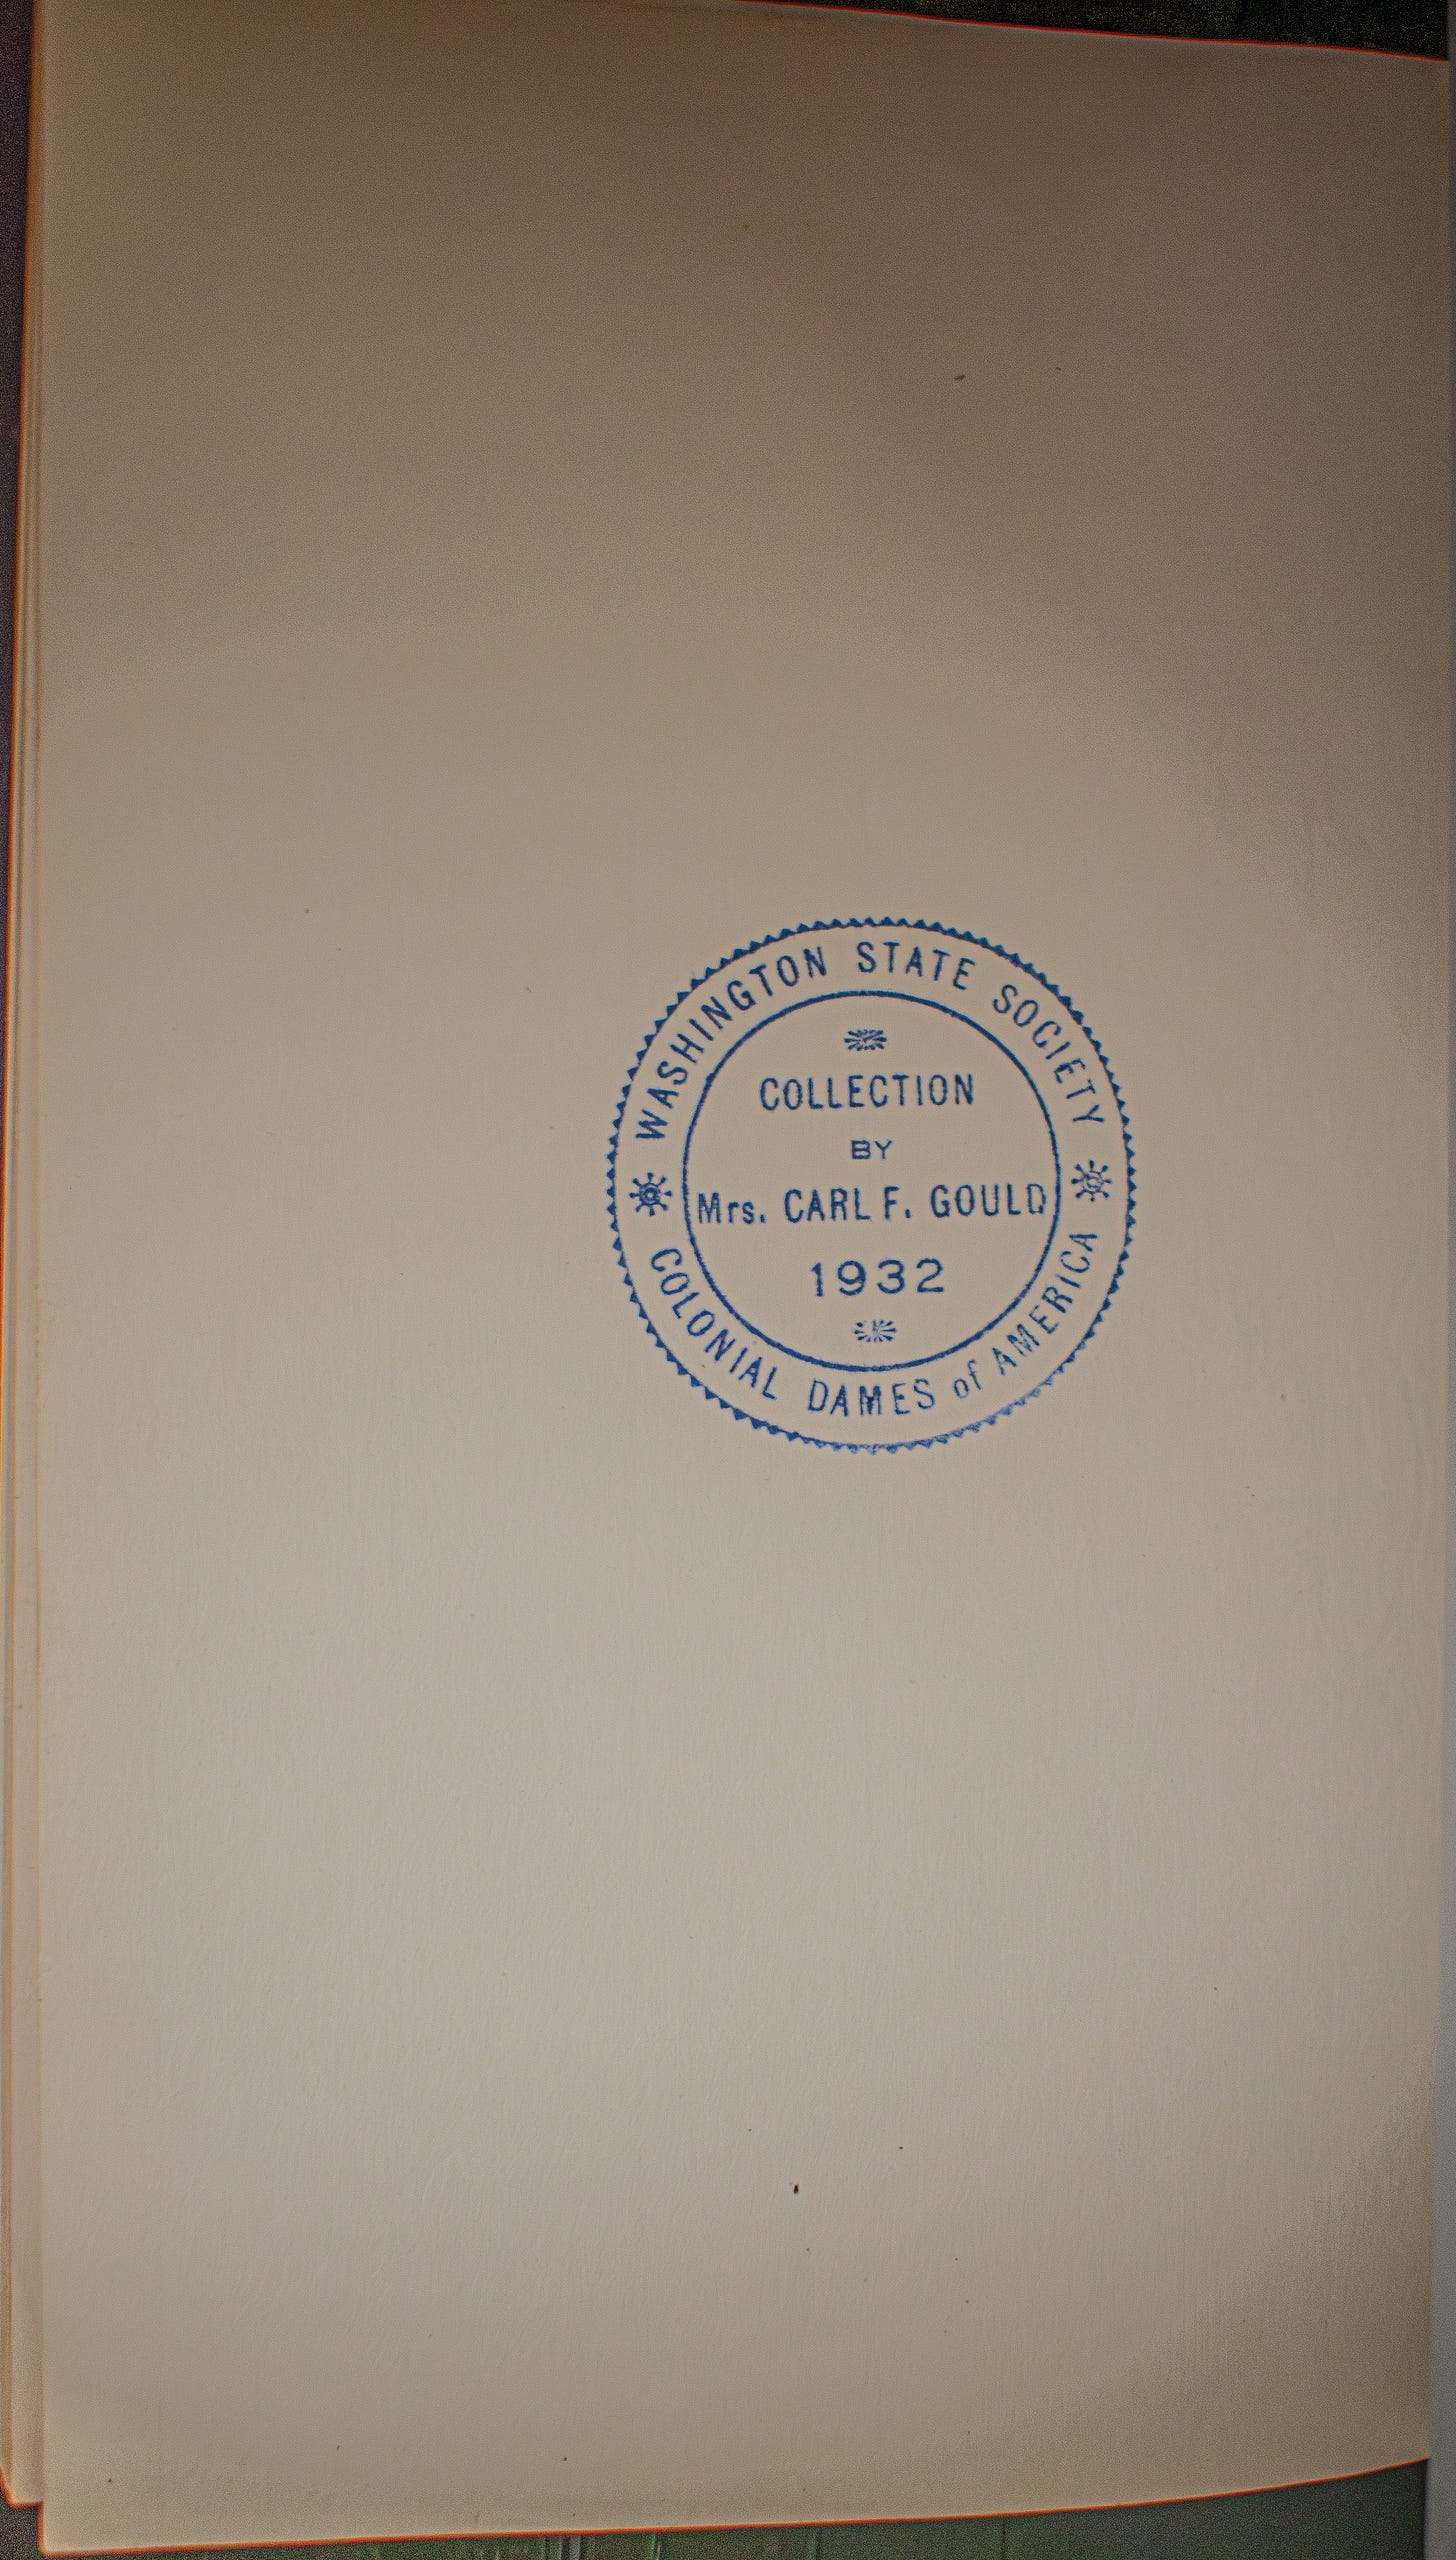 WASHINGTON STATE SOCIETY
COLLECTION
BY
Mrs. CARL F. GOULD
1932
COLONIAL DAMES of AMERICA